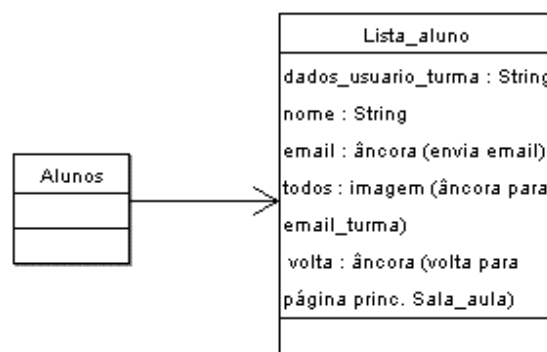 Lista_aluno
dados_usuario_turma : String
nome : String
email : âncora (envia email)
todos : imagem (âncora para
email_turma)
volta : âncora (volta para
página princ. Sala_aula)
Alunos